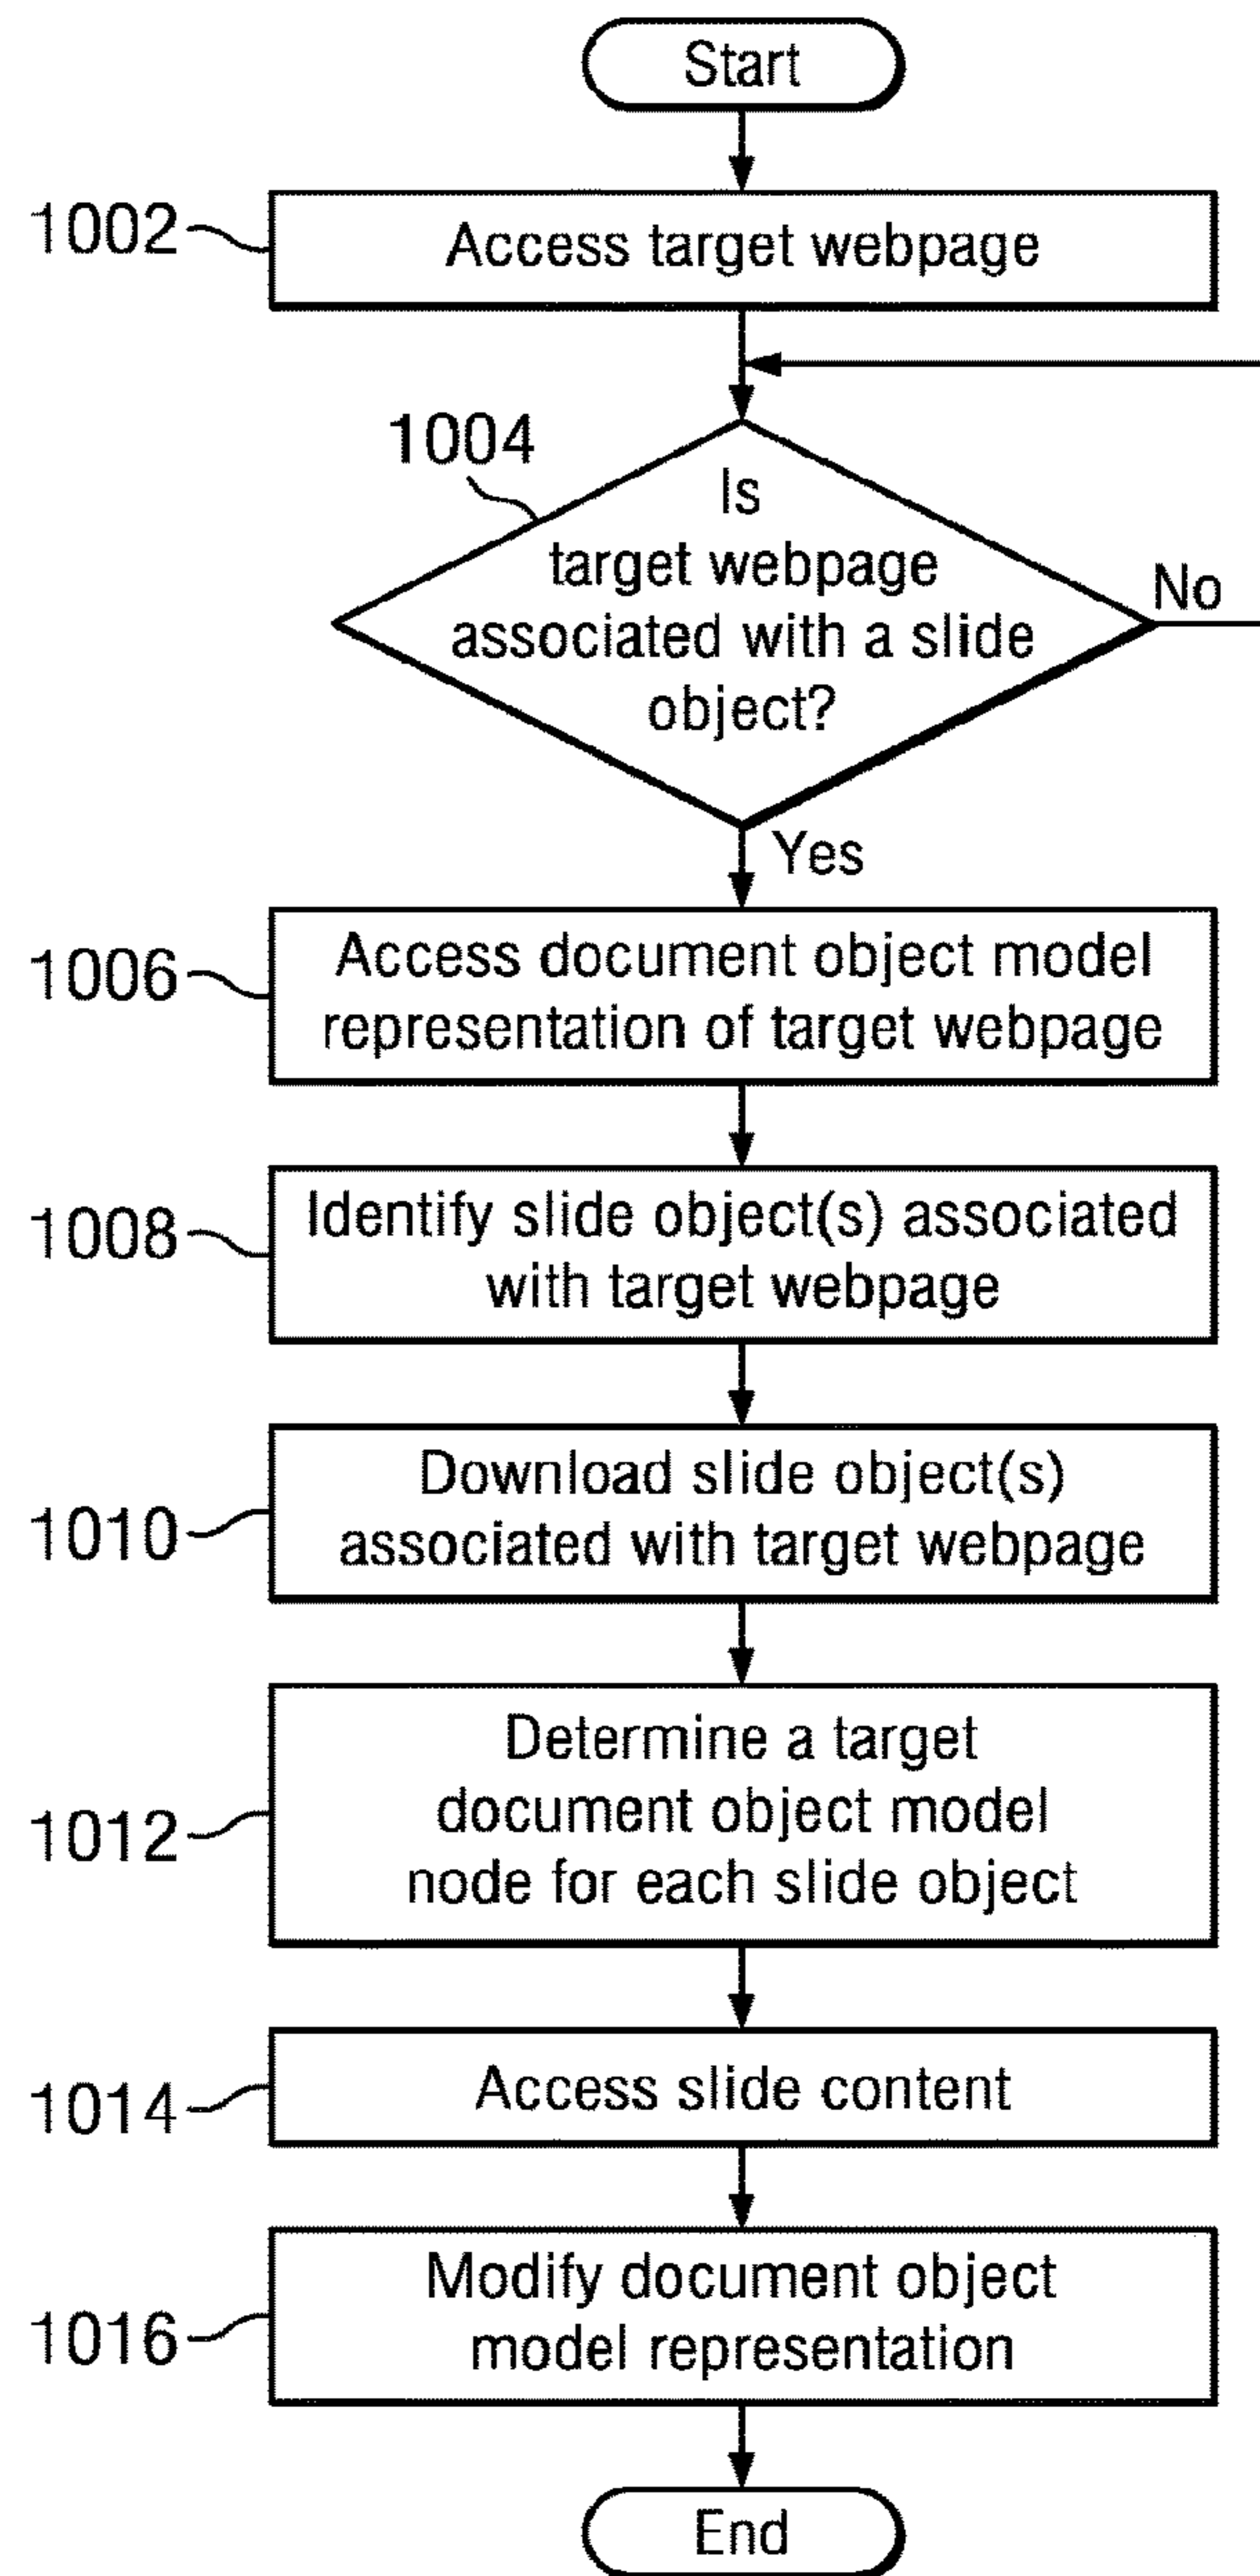 Start
1002
Access target webpage
1004
Is
target webpage
associated with a slide
object?
No
Yes
1006
Access document object model
representation of target webpage
1008
Identify slide object(s) associated
with target webpage
1010
Download slide object(s)
associated with target webpage
1012
Determine a target
document object model
node for each slide object
1014
Access slide content
1016
Modify document object
model representation
End